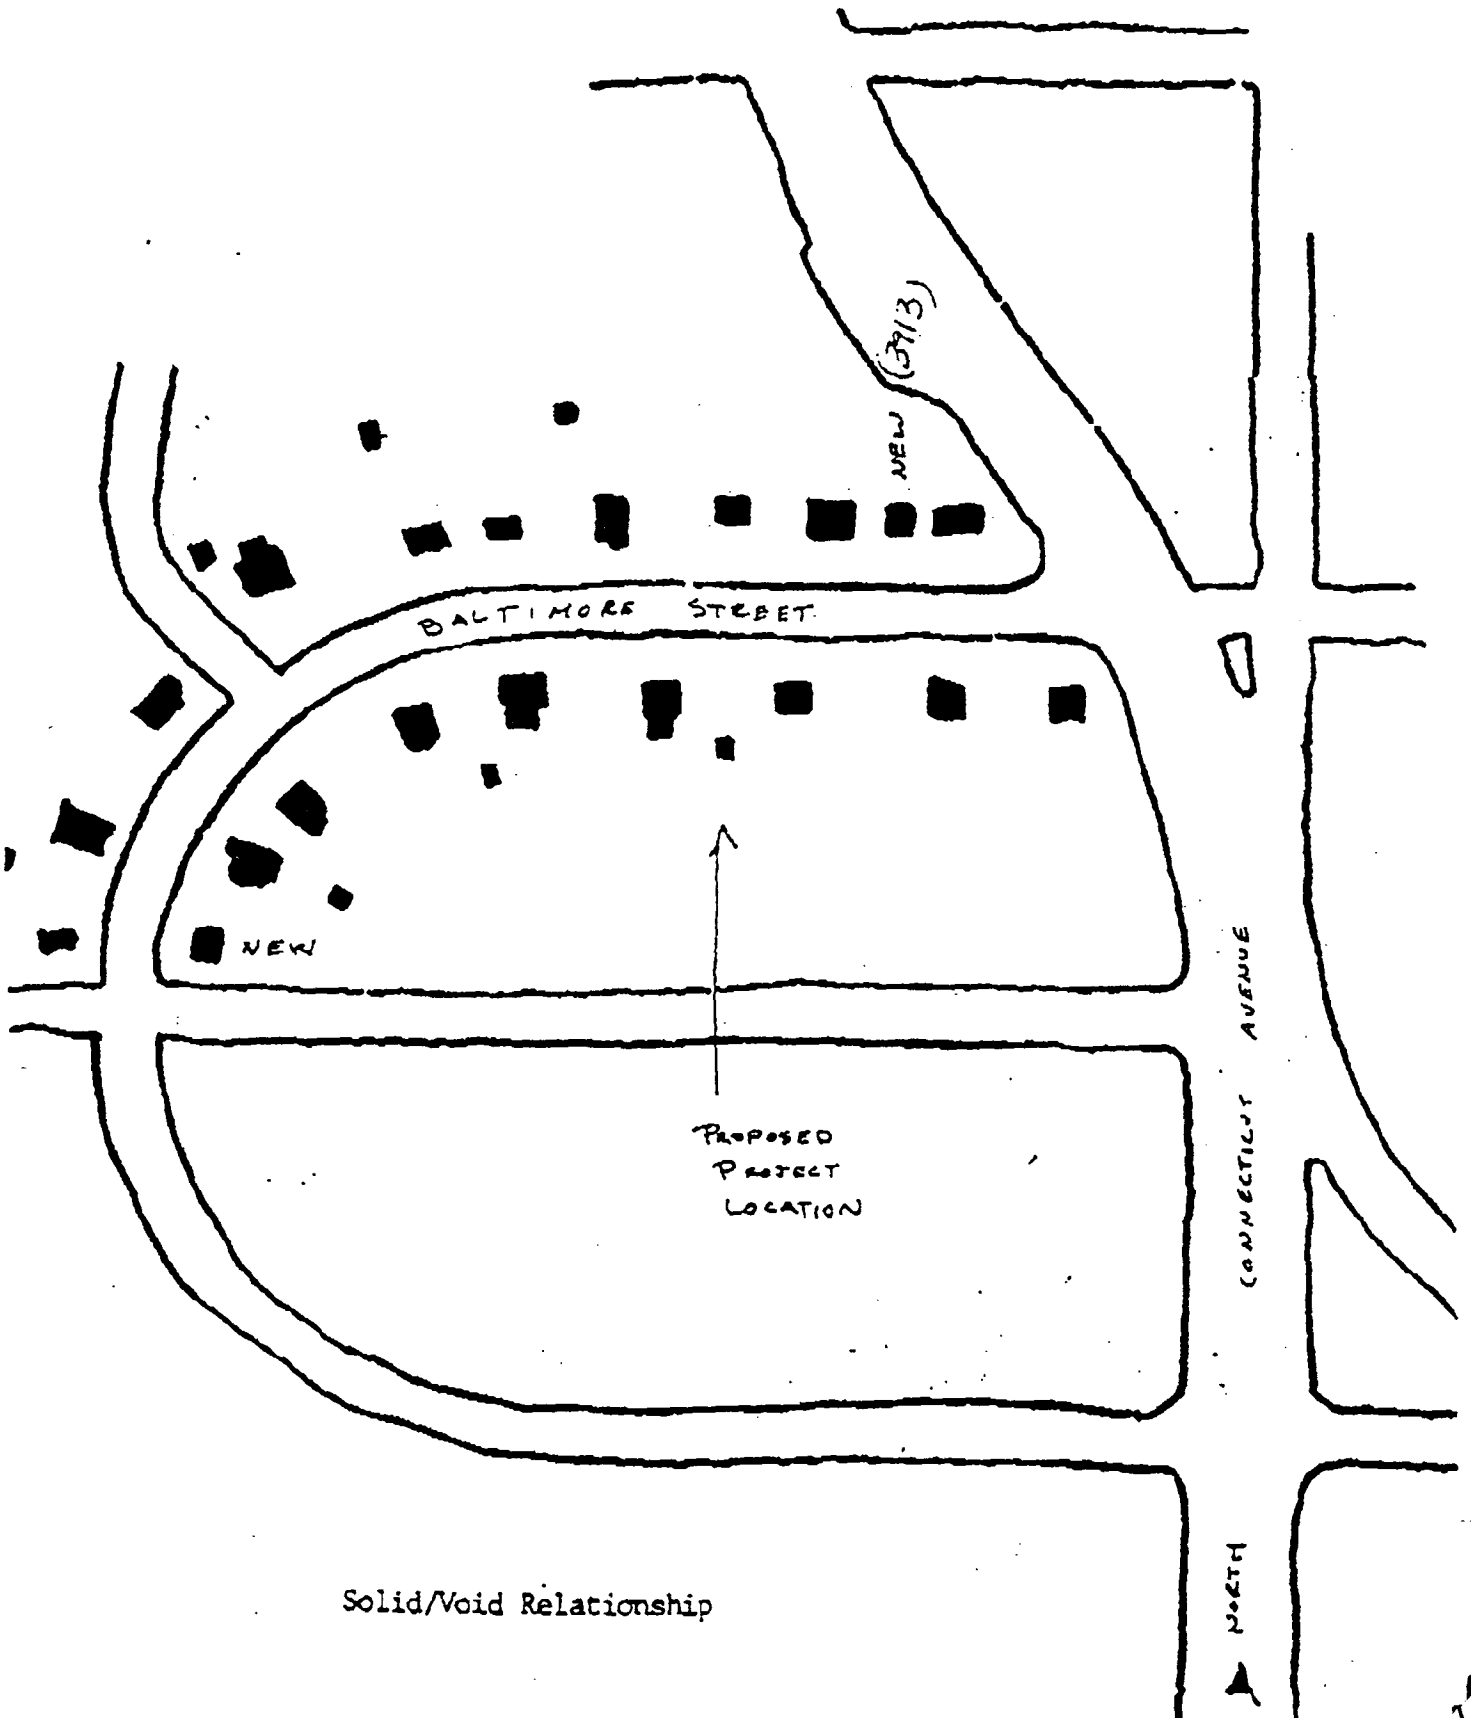 NEW (3913)
BALTIMORE STREET.
NEW
CONNECTICUT AVENUE
PROPOSED
PROJECT
LOCATION
NORTH
Solid/Void Relationship